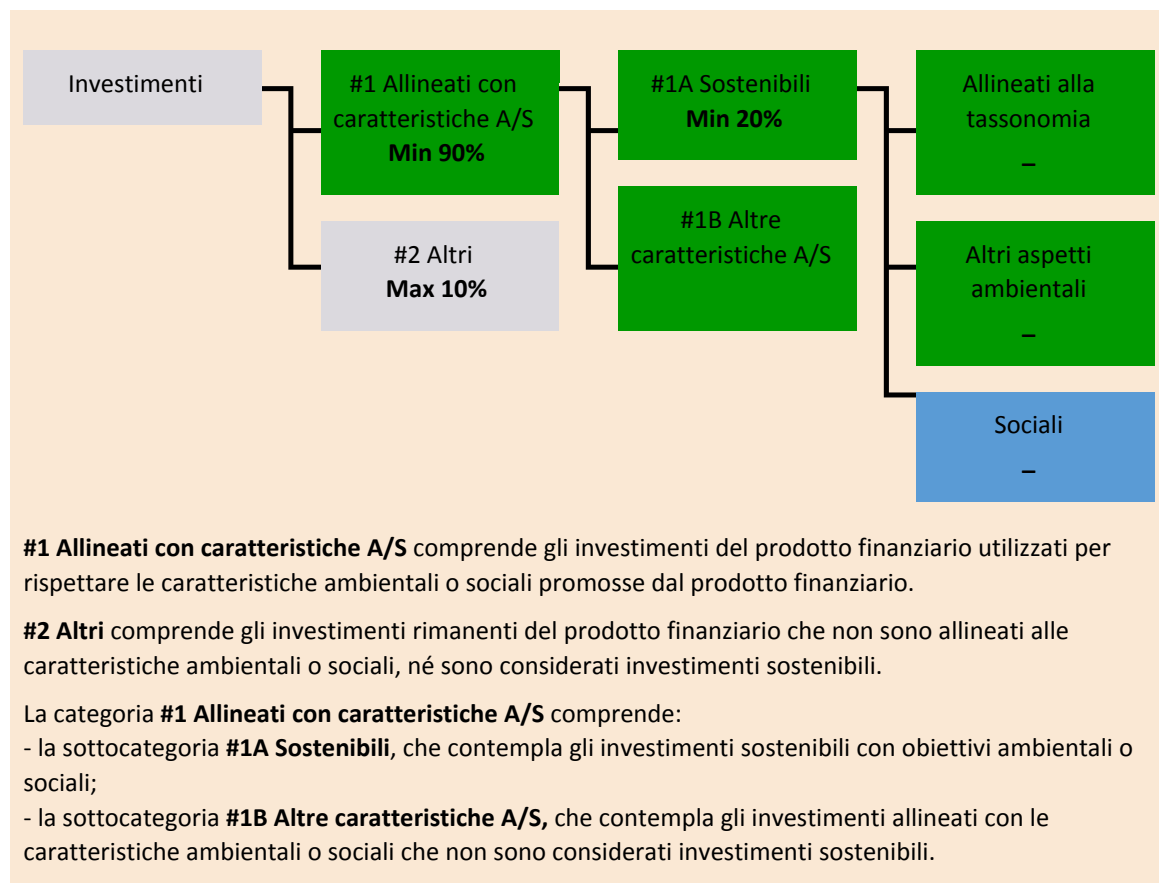 Investimenti
#1 Allineati con
caratteristiche A/S
Min 90%
#2 Altri
Max 10%
#1A Sostenibili
Min 20%
#1B Altre
caratteristiche A/S
Allineati alla
tassonomia
–
Altri aspetti
ambientali
–
Sociali
–
#1 Allineati con caratteristiche A/S comprende gli investimenti del prodotto finanziario utilizzati per
rispettare le caratteristiche ambientali o sociali promosse dal prodotto finanziario.
#2 Altri comprende gli investimenti rimanenti del prodotto finanziario che non sono allineati alle
caratteristiche ambientali o sociali, né sono considerati investimenti sostenibili.
La categoria #1 Allineati con caratteristiche A/S comprende:
- la sottocategoria #1A Sostenibili, che contempla gli investimenti sostenibili con obiettivi ambientali o
sociali;
- la sottocategoria #1B Altre caratteristiche A/S, che contempla gli investimenti allineati con le
caratteristiche ambientali o sociali che non sono considerati investimenti sostenibili.